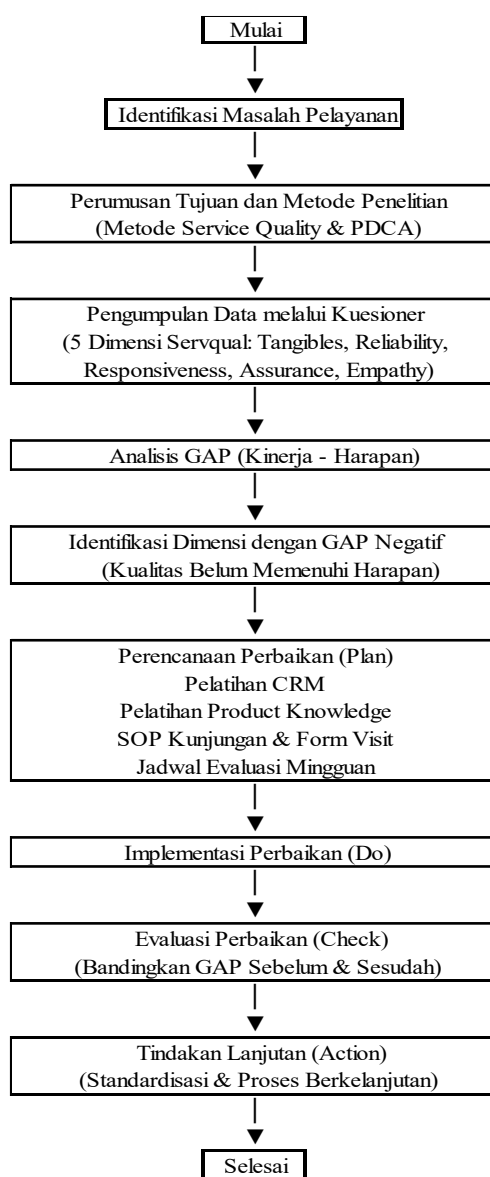 Mulai
Identifikasi Masalah Pelayanan
Perumusan Tujuan dan Metode Penelitian
(Metode Service Quality & PDCA)
Pengumpulan Data melalui Kuesioner
(5 Dimensi Servqual: Tangibles, Reliability,
Responsiveness, Assurance, Empathy)
Analisis GAP (Kinerja - Harapan)
Identifikasi Dimensi dengan GAP Negatif
(Kualitas Belum Memenuhi Harapan)
Perencanaan Perbaikan (Plan)
Pelatihan CRM
Pelatihan Product Knowledge
SOP Kunjungan & Form Visit
Jadwal Evaluasi Mingguan
Implementasi Perbaikan (Do)
Evaluasi Perbaikan (Check)
(Bandingkan GAP Sebelum & Sesudah)
Tindakan Lanjutan (Action)
(Standardisasi & Proses Berkelanjutan)
Selesai